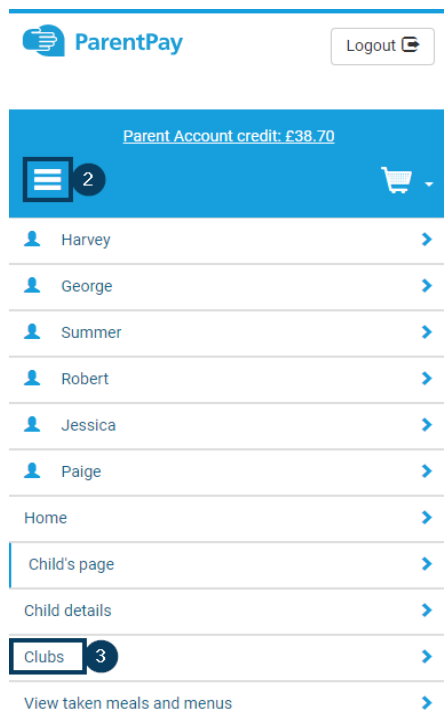 ParentPay
Logout
Parent Account credit: £38.70
2
Harvey
George
Summer
Robert
Jessica
Paige
Home
Child's page
Child details
Clubs 3
View taken meals and menus